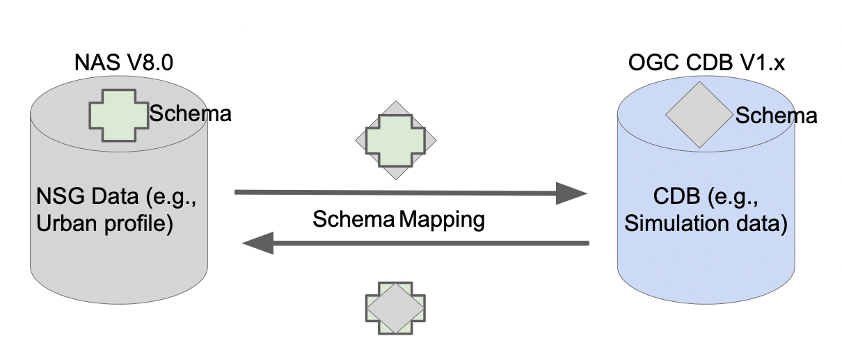 NAS V8.0
OGC CDB V1.x
Schema
Schema
NSG Data (e.g.,
Urban profile)
Schema Mapping
CDB (e.g.,
Simulation data)